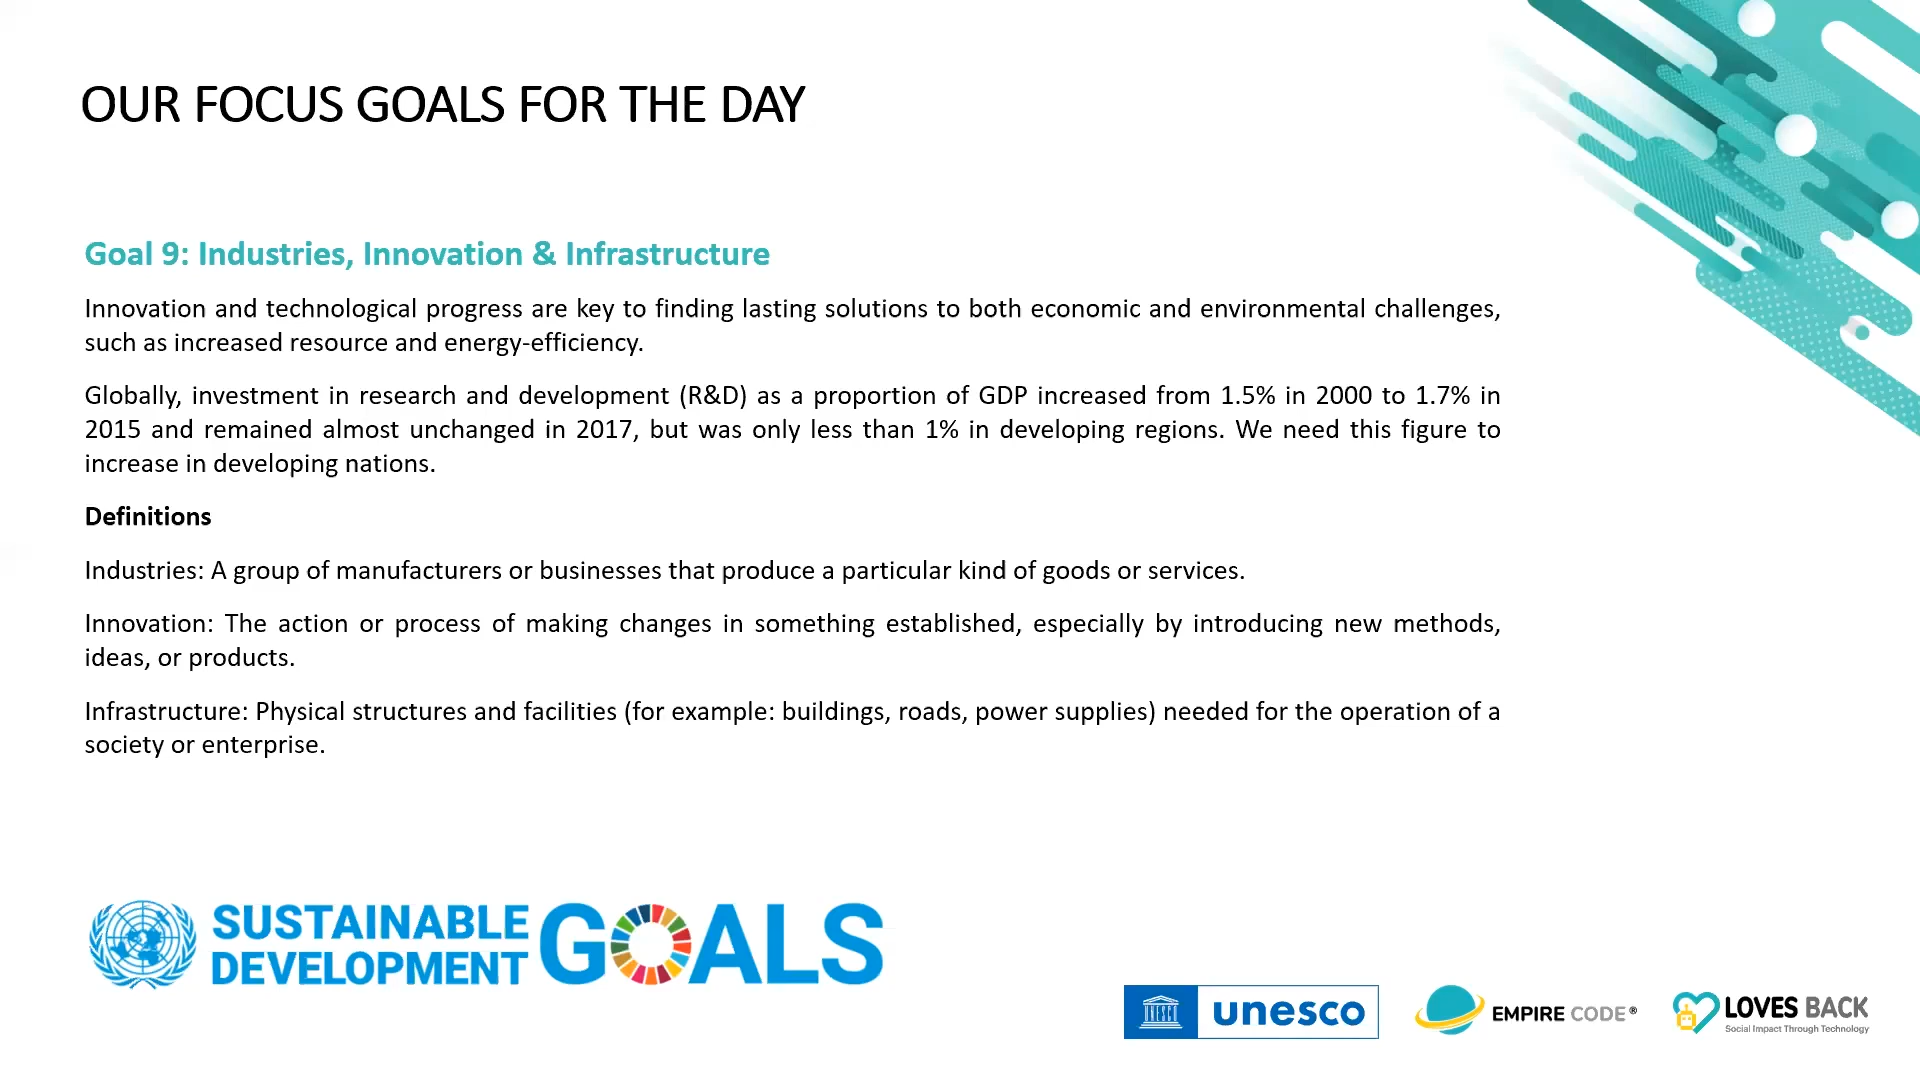 OUR FOCUS GOALS FOR THE DAY
Goal 9: Industries, Innovation & Infrastructure
Innovation and technological progress are key to finding lasting solutions to both economic and environmental challenges,
such as increased resource and energy-efficiency.
Globally, investment in research and development (R&D) as a proportion of GDP increased from 1.5% in 2000 to 1.7% in
2015 and remained almost unchanged in 2017, but was only less than 1% in developing regions. We need this figure to
increase in developing nations.
Definitions
Industries: A group of manufacturers or businesses that produce a particular kind of goods or services.
Innovation: The action or process of making changes in something established, especially by introducing new methods,
ideas, or products.
Infrastructure: Physical structures and facilities (for example: buildings, roads, power supplies) needed for the operation of a
society or enterprise.
SUSTAINABLE
DEVELOPMENT
GOALS
UNESCO
unesco
EMPIRE CODE®
LOVES BACK
Social Impact Through Technology